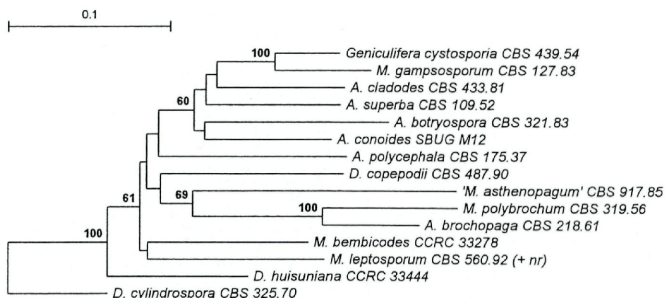 0.1
100
Geniculifera cystosporia CBS 439.54
M. gampsosporum CBS 127.83
A. cladodes CBS 433.81
60
A. superba CBS 109.52
A. botryospora CBS 321.83
A. conoides SBUG M12
A. polycephala CBS 175.37
D. copepodii CBS 487.90
61
69
'M. asthenopagum' CBS 917.85
100
M. polybrochum CBS 319.56
A. brochopaga CBS 218.61
100
M. bembicodes CCRC 33278
M. leptosporum CBS 560.92 (+ nr)
D. huisuniana CCRC 33444
D. cylindrospora CBS 325.70